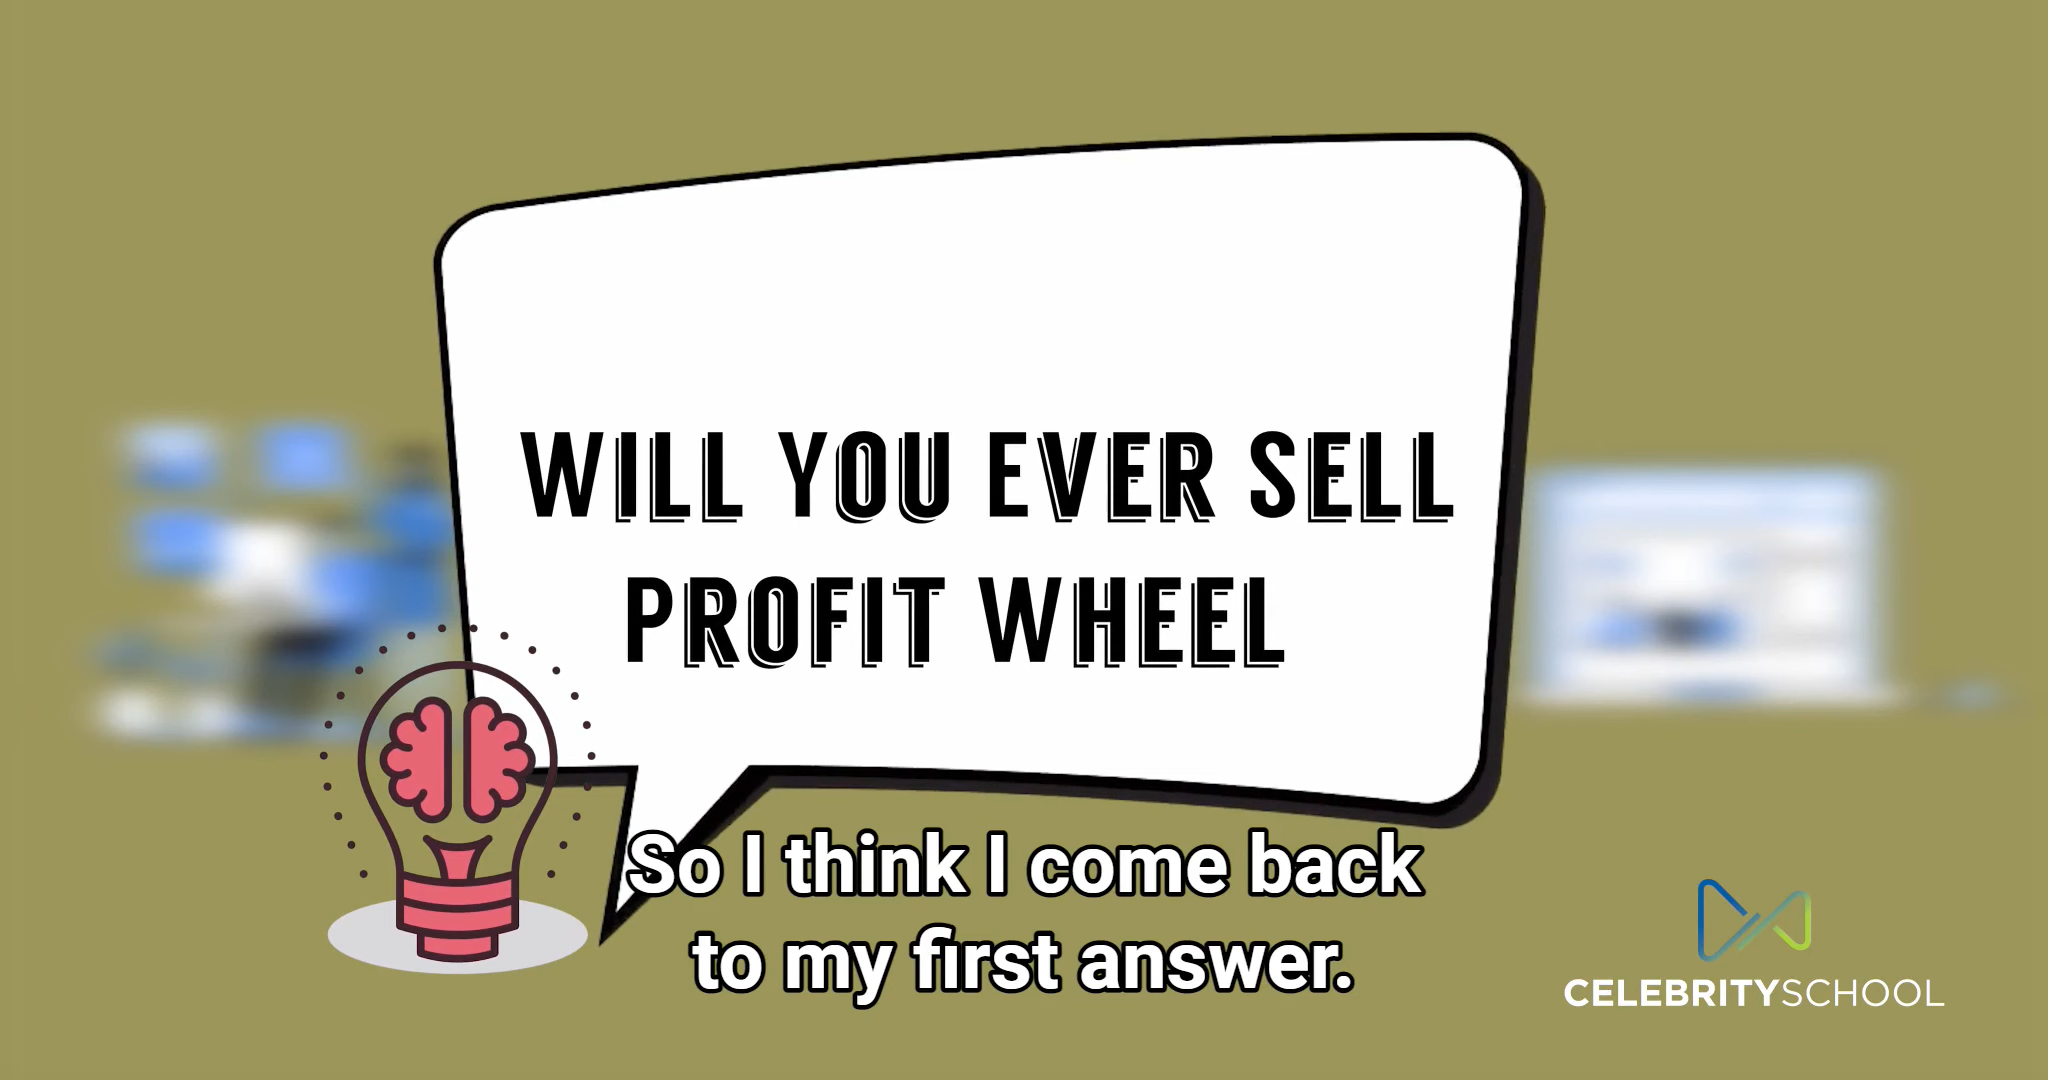 WILL YOU EVER SELL
PROFIT WHEEL
So I think I come back
to my first answer.
CELEBRITYSCHOOL